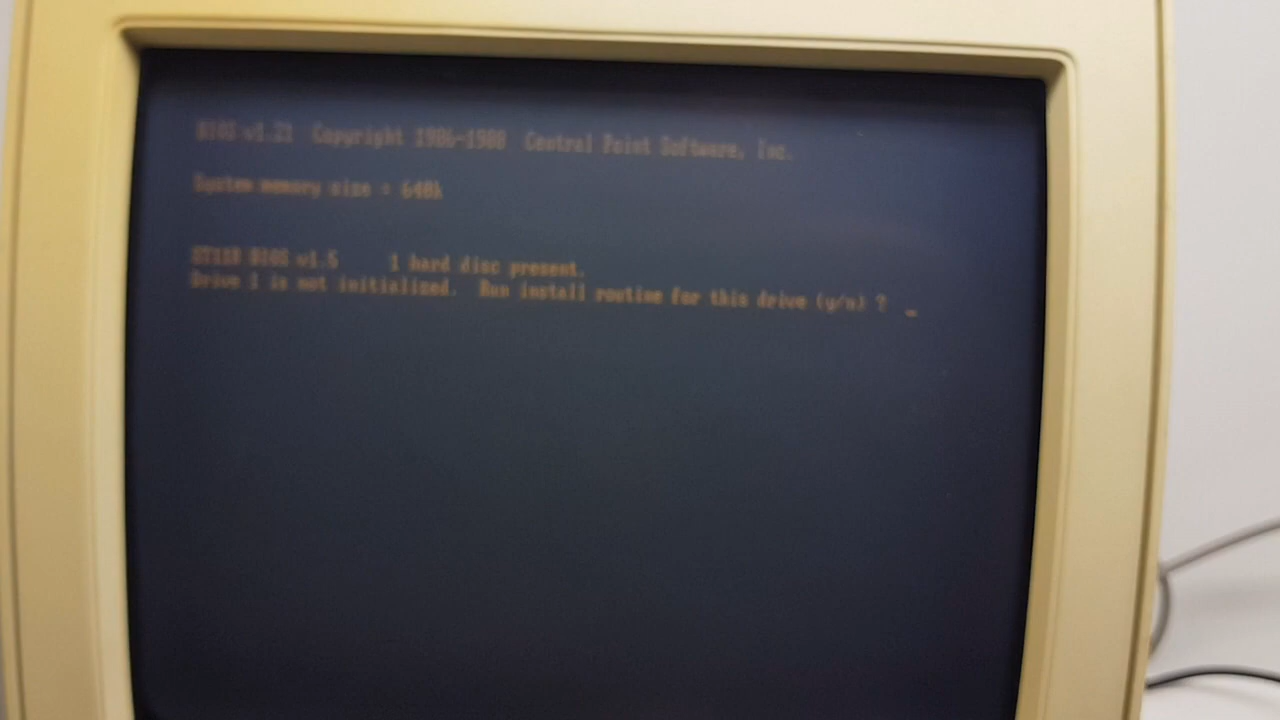 BIOS v1.21 Copyright 1986-1988 Central Point Software, Inc.
System memory size = 640k
BIOS v1.5 1 hard disc present.
Drive 1 is not initialized. Run install routine for this drive (y/n) ? _